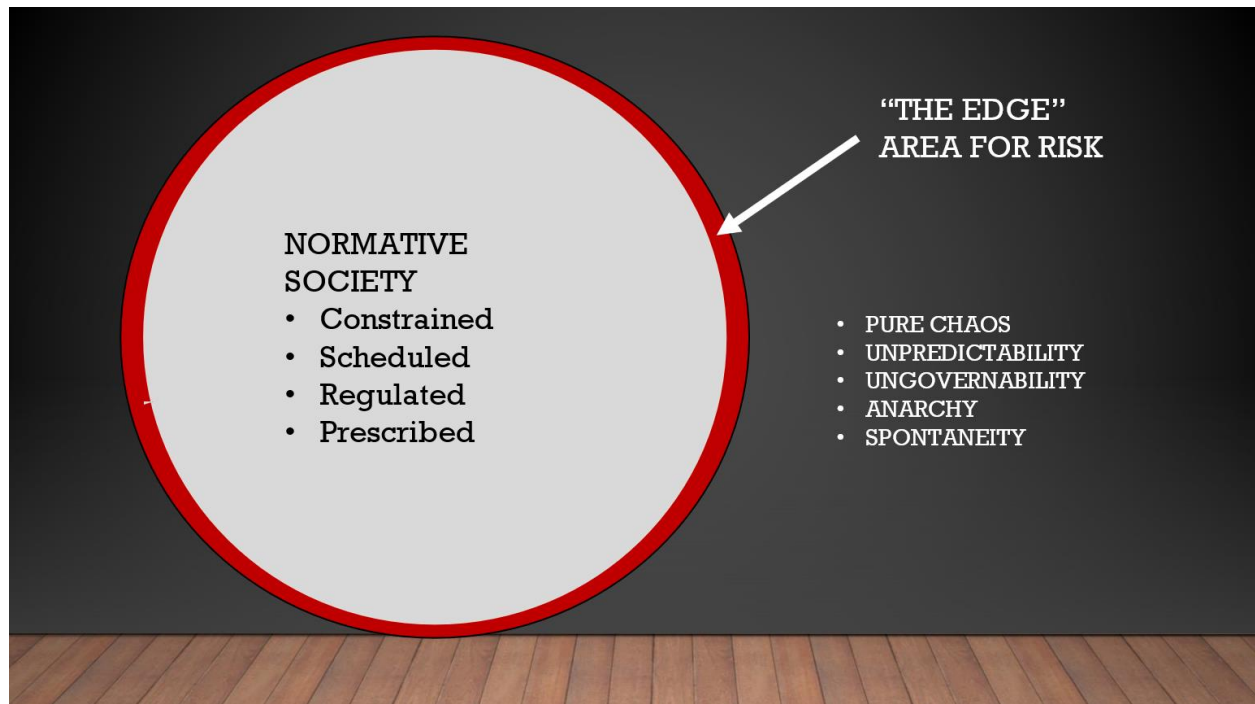 “THE EDGE”
AREA FOR RISK
NORMATIVE
SOCIETY
• Constrained
• Scheduled
• Regulated
• Prescribed
• PURE CHAOS
• UNPREDICTABILITY
• UNGOVERNABILITY
• ANARCHY
• SPONTANEITY